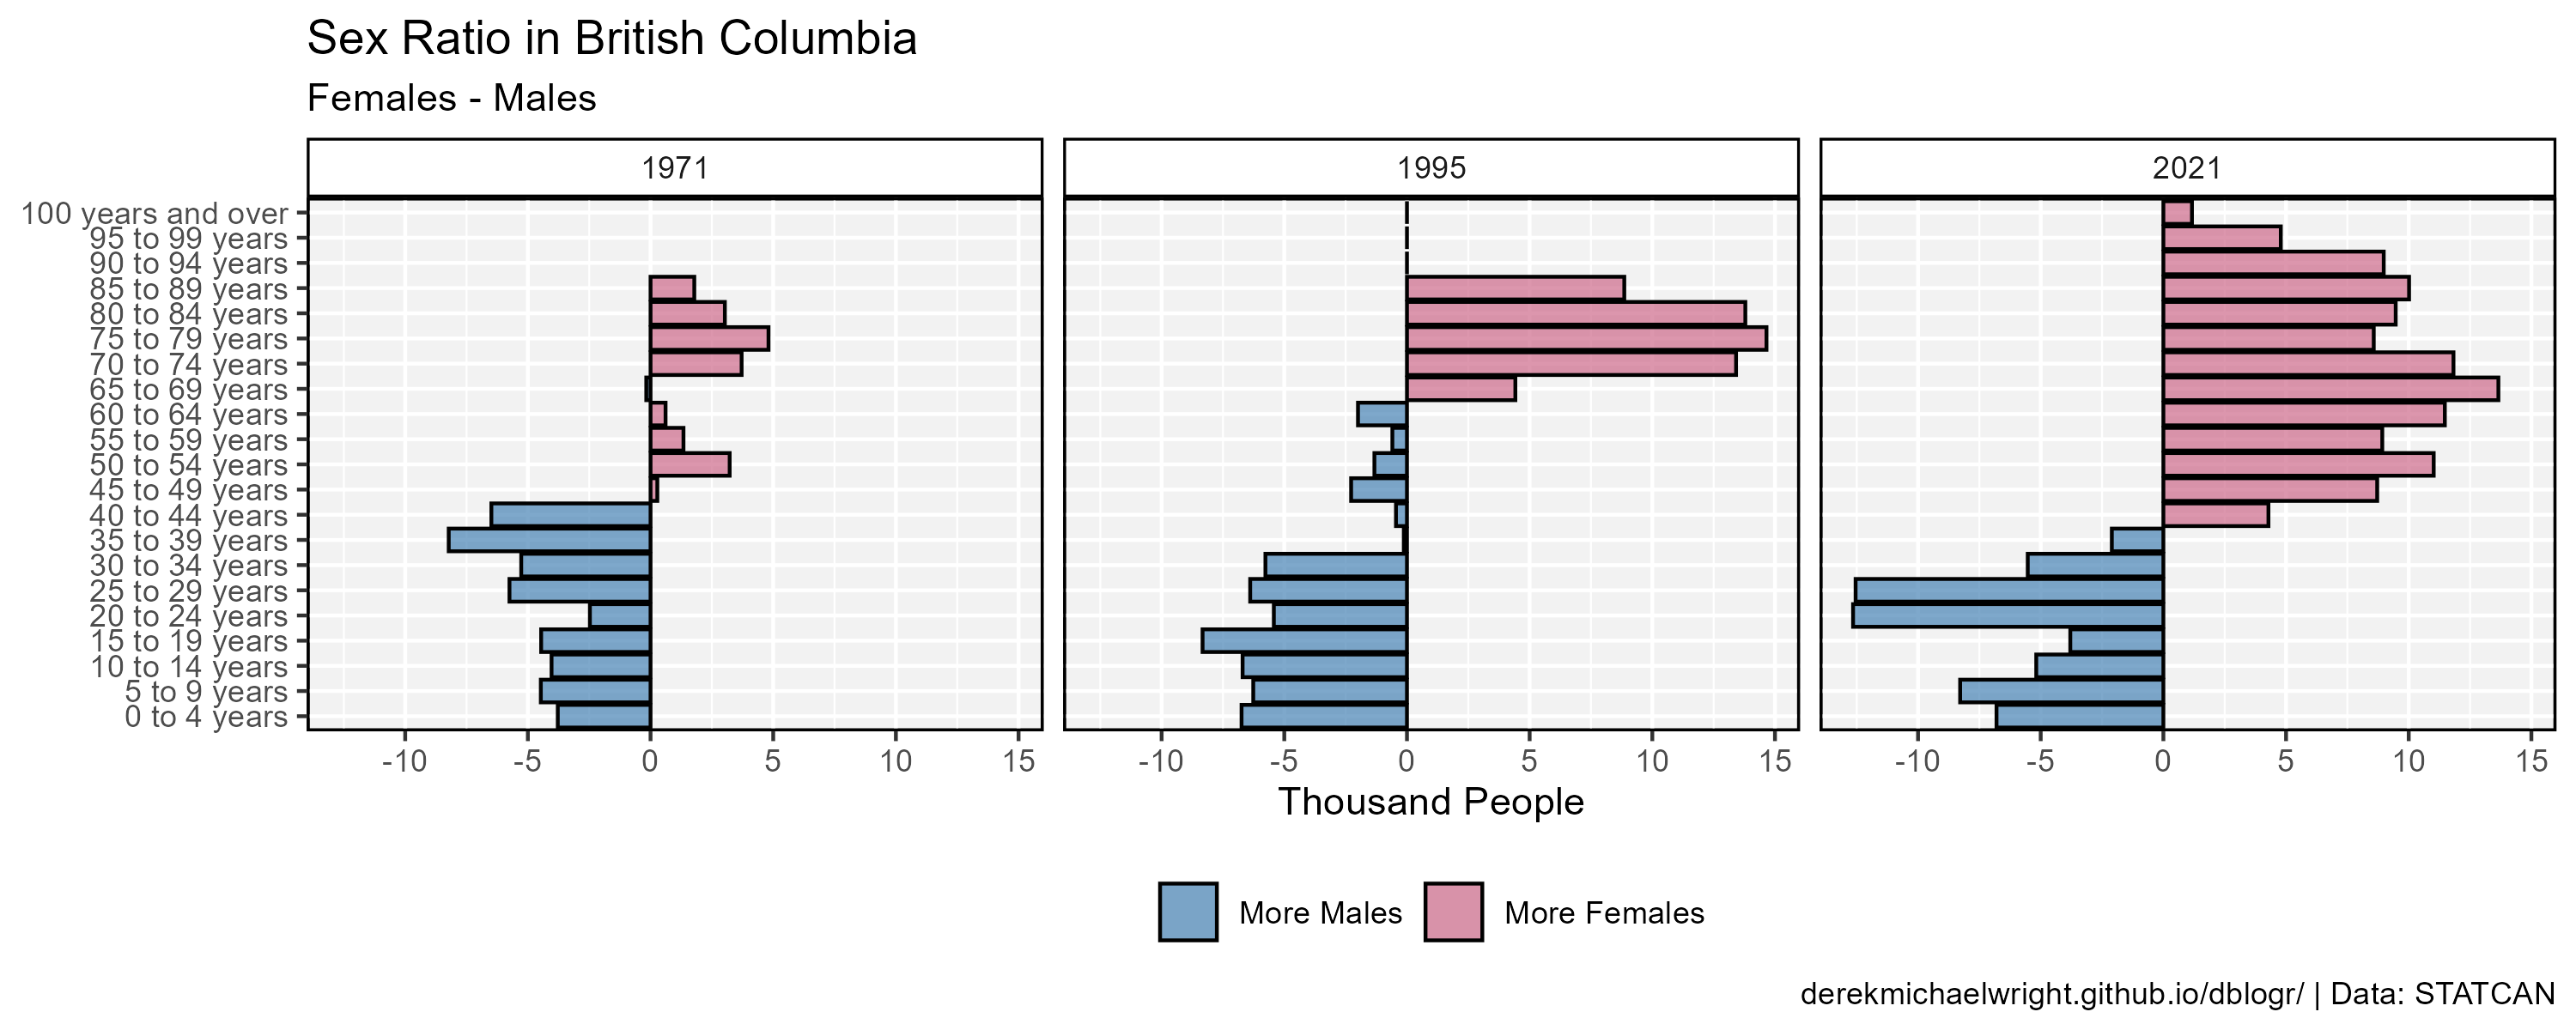 Sex Ratio in British Columbia
Females - Males
1971 1995 2021
100 years and over
95 to 99 years
90 to 94 years
85 to 89 years
80 to 84 years
75 to 79 years
70 to 74 years
65 to 69 years
60 to 64 years
55 to 59 years
50 to 54 years
45 to 49 years
40 to 44 years
35 to 39 years
30 to 34 years
25 to 29 years
20 to 24 years
15 to 19 years
10 to 14 years
5 to 9 years
0 to 4 years
-10 -5 0 5 10 15 -10 -5 0 5 10 15 -10 -5 0 5 10 15
Thousand People
More Males More Females
derekmichaelwright.github.io/dblogr/ | Data: STATCAN